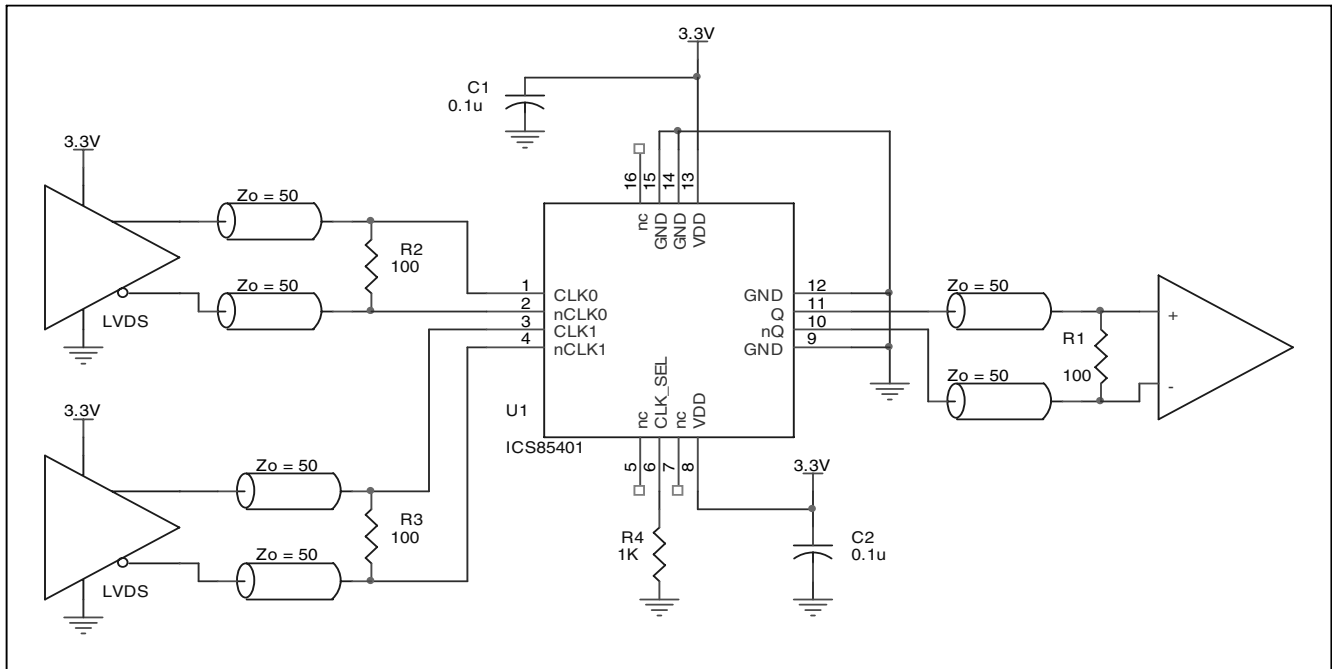 3.3V
C1
0.1u
3.3V
16
15
14
13
Zo = 50
nc
GND
GND
VDD
R2
100
Zo = 50
LVDS
1
2
3
4
CLK0
nCLK0
CLK1
nCLK1
GND
Q
nQ
GND
12
11
10
9
Zo = 50
+
R1
100
Zo = 50
-
nc
CLK_SEL
nc
VDD
U1
ICS85401
5
6
7
8
3.3V
Zo = 50
R3
100
Zo = 50
LVDS
R4
1K
3.3V
C2
0.1u